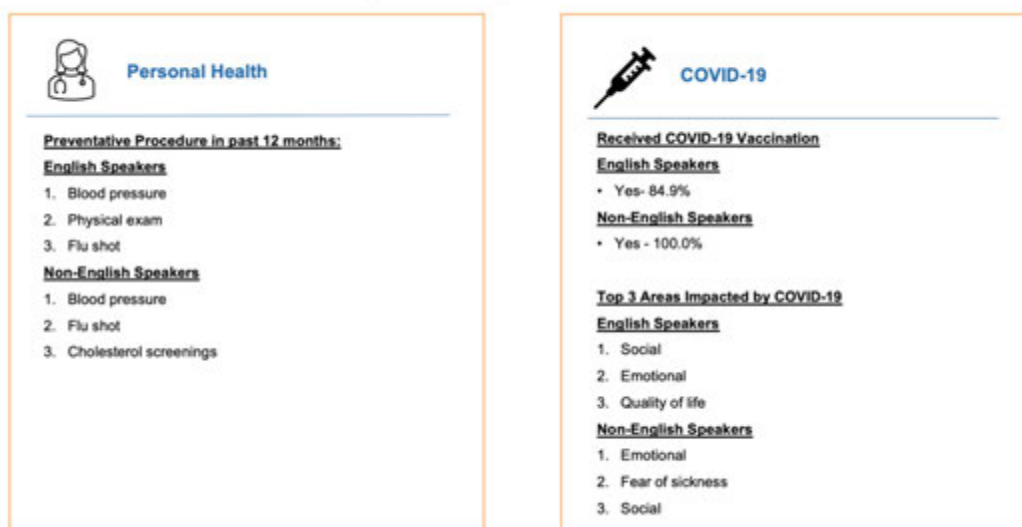 Personal Health
Preventative Procedure in past 12 months:
English Speakers
1. Blood pressure
2. Physical exam
3. Flu shot
Non-English Speakers
1. Blood pressure
2. Flu shot
3. Cholesterol screenings
COVID-19
Received COVID-19 Vaccination
English Speakers
• Yes- 84.9%
Non-English Speakers
• Yes - 100.0%
Top 3 Areas Impacted by COVID-19
English Speakers
1. Social
2. Emotional
3. Quality of life
Non-English Speakers
1. Emotional
2. Fear of sickness
3. Social